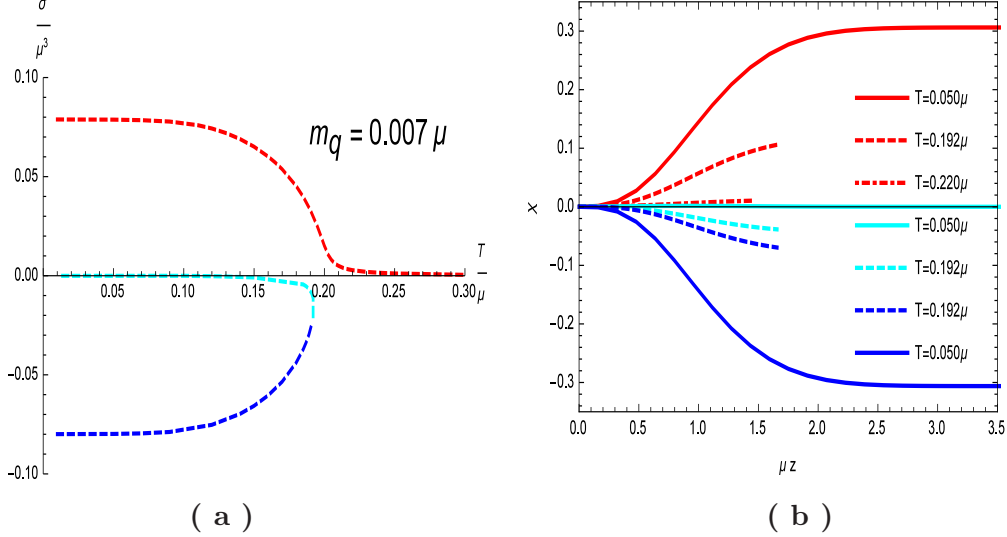 σ
μ³
0.10
0.05
0.00
−0.05
−0.10
0.05 0.10 0.15 0.20 0.25 0.30
T
μ
m_q = 0.007 μ
( a )
0.3
0.2
0.1
0.0
−0.1
−0.2
−0.3
χ
0.0 0.5 1.0 1.5 2.0 2.5 3.0 3.5
μ z
T=0.050μ
T=0.192μ
T=0.220μ
T=0.050μ
T=0.192μ
T=0.192μ
T=0.050μ
( b )